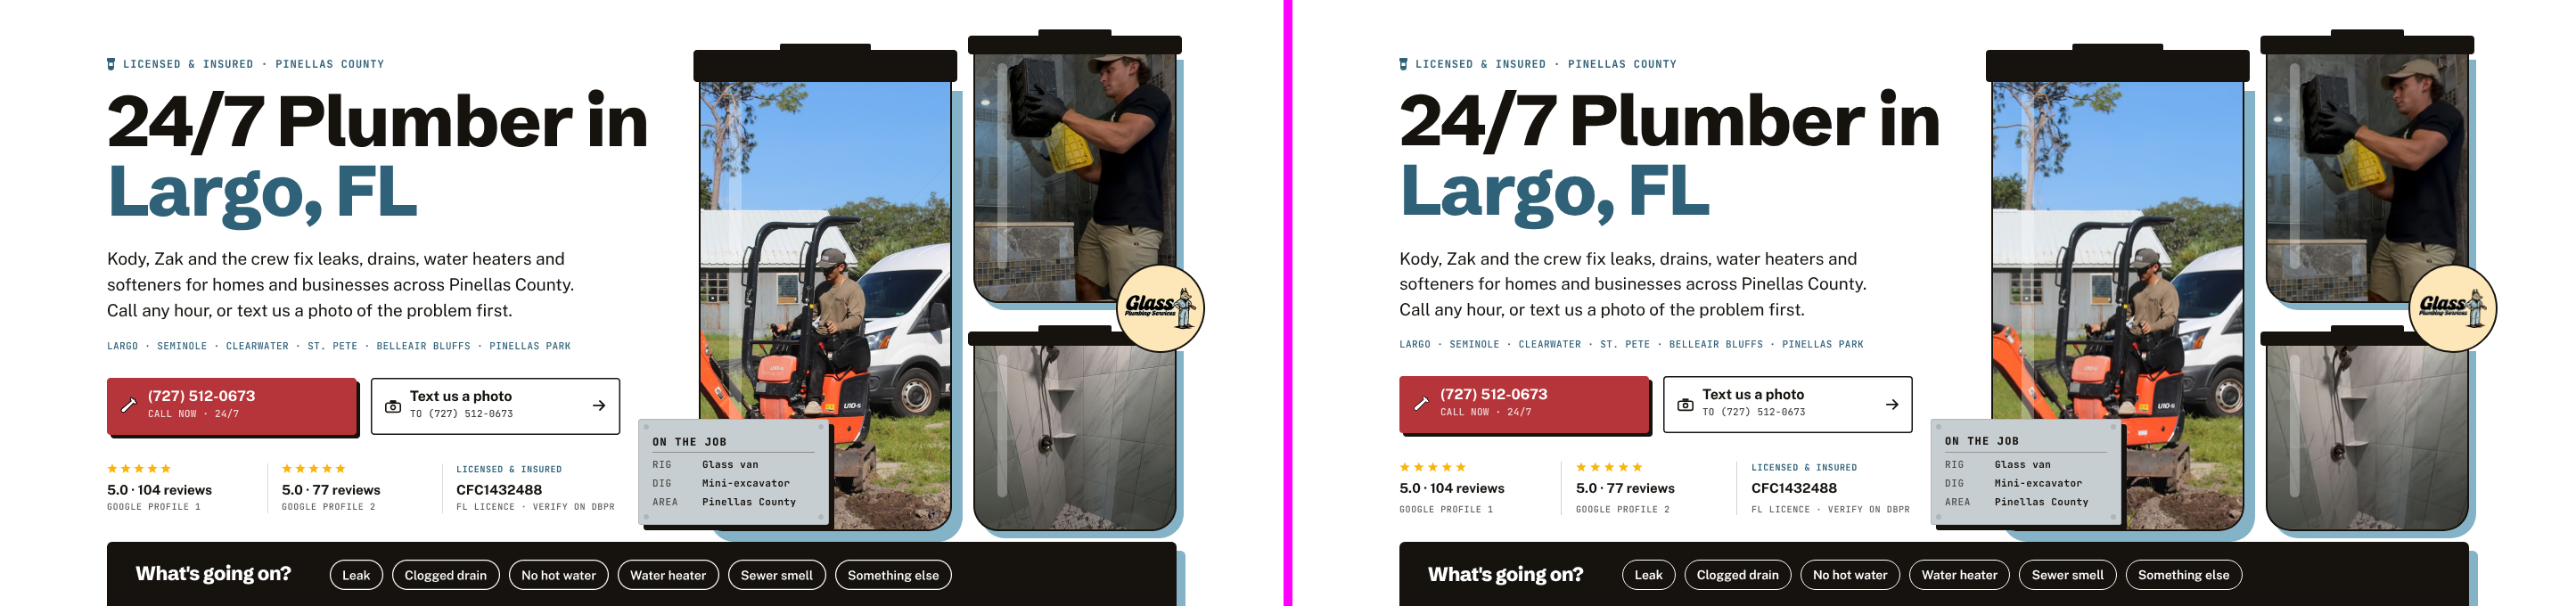 LICENSED & INSURED · PINELLAS COUNTY
24/7 Plumber in
Largo, FL
Kody, Zak and the crew fix leaks, drains, water heaters and
softeners for homes and businesses across Pinellas County.
Call any hour, or text us a photo of the problem first.
LARGO · SEMINOLE · CLEARWATER · ST. PETE · BELLEAIR BLUFFS · PINELLAS PARK
(727) 512-0673
CALL NOW · 24/7
Text us a photo
TO (727) 512-0673
5.0 · 104 reviews
GOOGLE PROFILE 1
5.0 · 77 reviews
GOOGLE PROFILE 2
LICENSED & INSURED
CFC1432488
FL LICENCE · VERIFY ON DBPR
U10-5
ON THE JOB
RIG Glass van
DIG Mini-excavator
AREA Pinellas County
Glass
Plumbing Services
What's going on?
Leak
Clogged drain
No hot water
Water heater
Sewer smell
Something else
LICENSED & INSURED · PINELLAS COUNTY
24/7 Plumber in
Largo, FL
Kody, Zak and the crew fix leaks, drains, water heaters and
softeners for homes and businesses across Pinellas County.
Call any hour, or text us a photo of the problem first.
LARGO · SEMINOLE · CLEARWATER · ST. PETE · BELLEAIR BLUFFS · PINELLAS PARK
(727) 512-0673
CALL NOW · 24/7
Text us a photo
TO (727) 512-0673
5.0 · 104 reviews
GOOGLE PROFILE 1
5.0 · 77 reviews
GOOGLE PROFILE 2
LICENSED & INSURED
CFC1432488
FL LICENCE · VERIFY ON DBPR
U10-5
ON THE JOB
RIG Glass van
DIG Mini-excavator
AREA Pinellas County
Glass
Plumbing Services
What's going on?
Leak
Clogged drain
No hot water
Water heater
Sewer smell
Something else